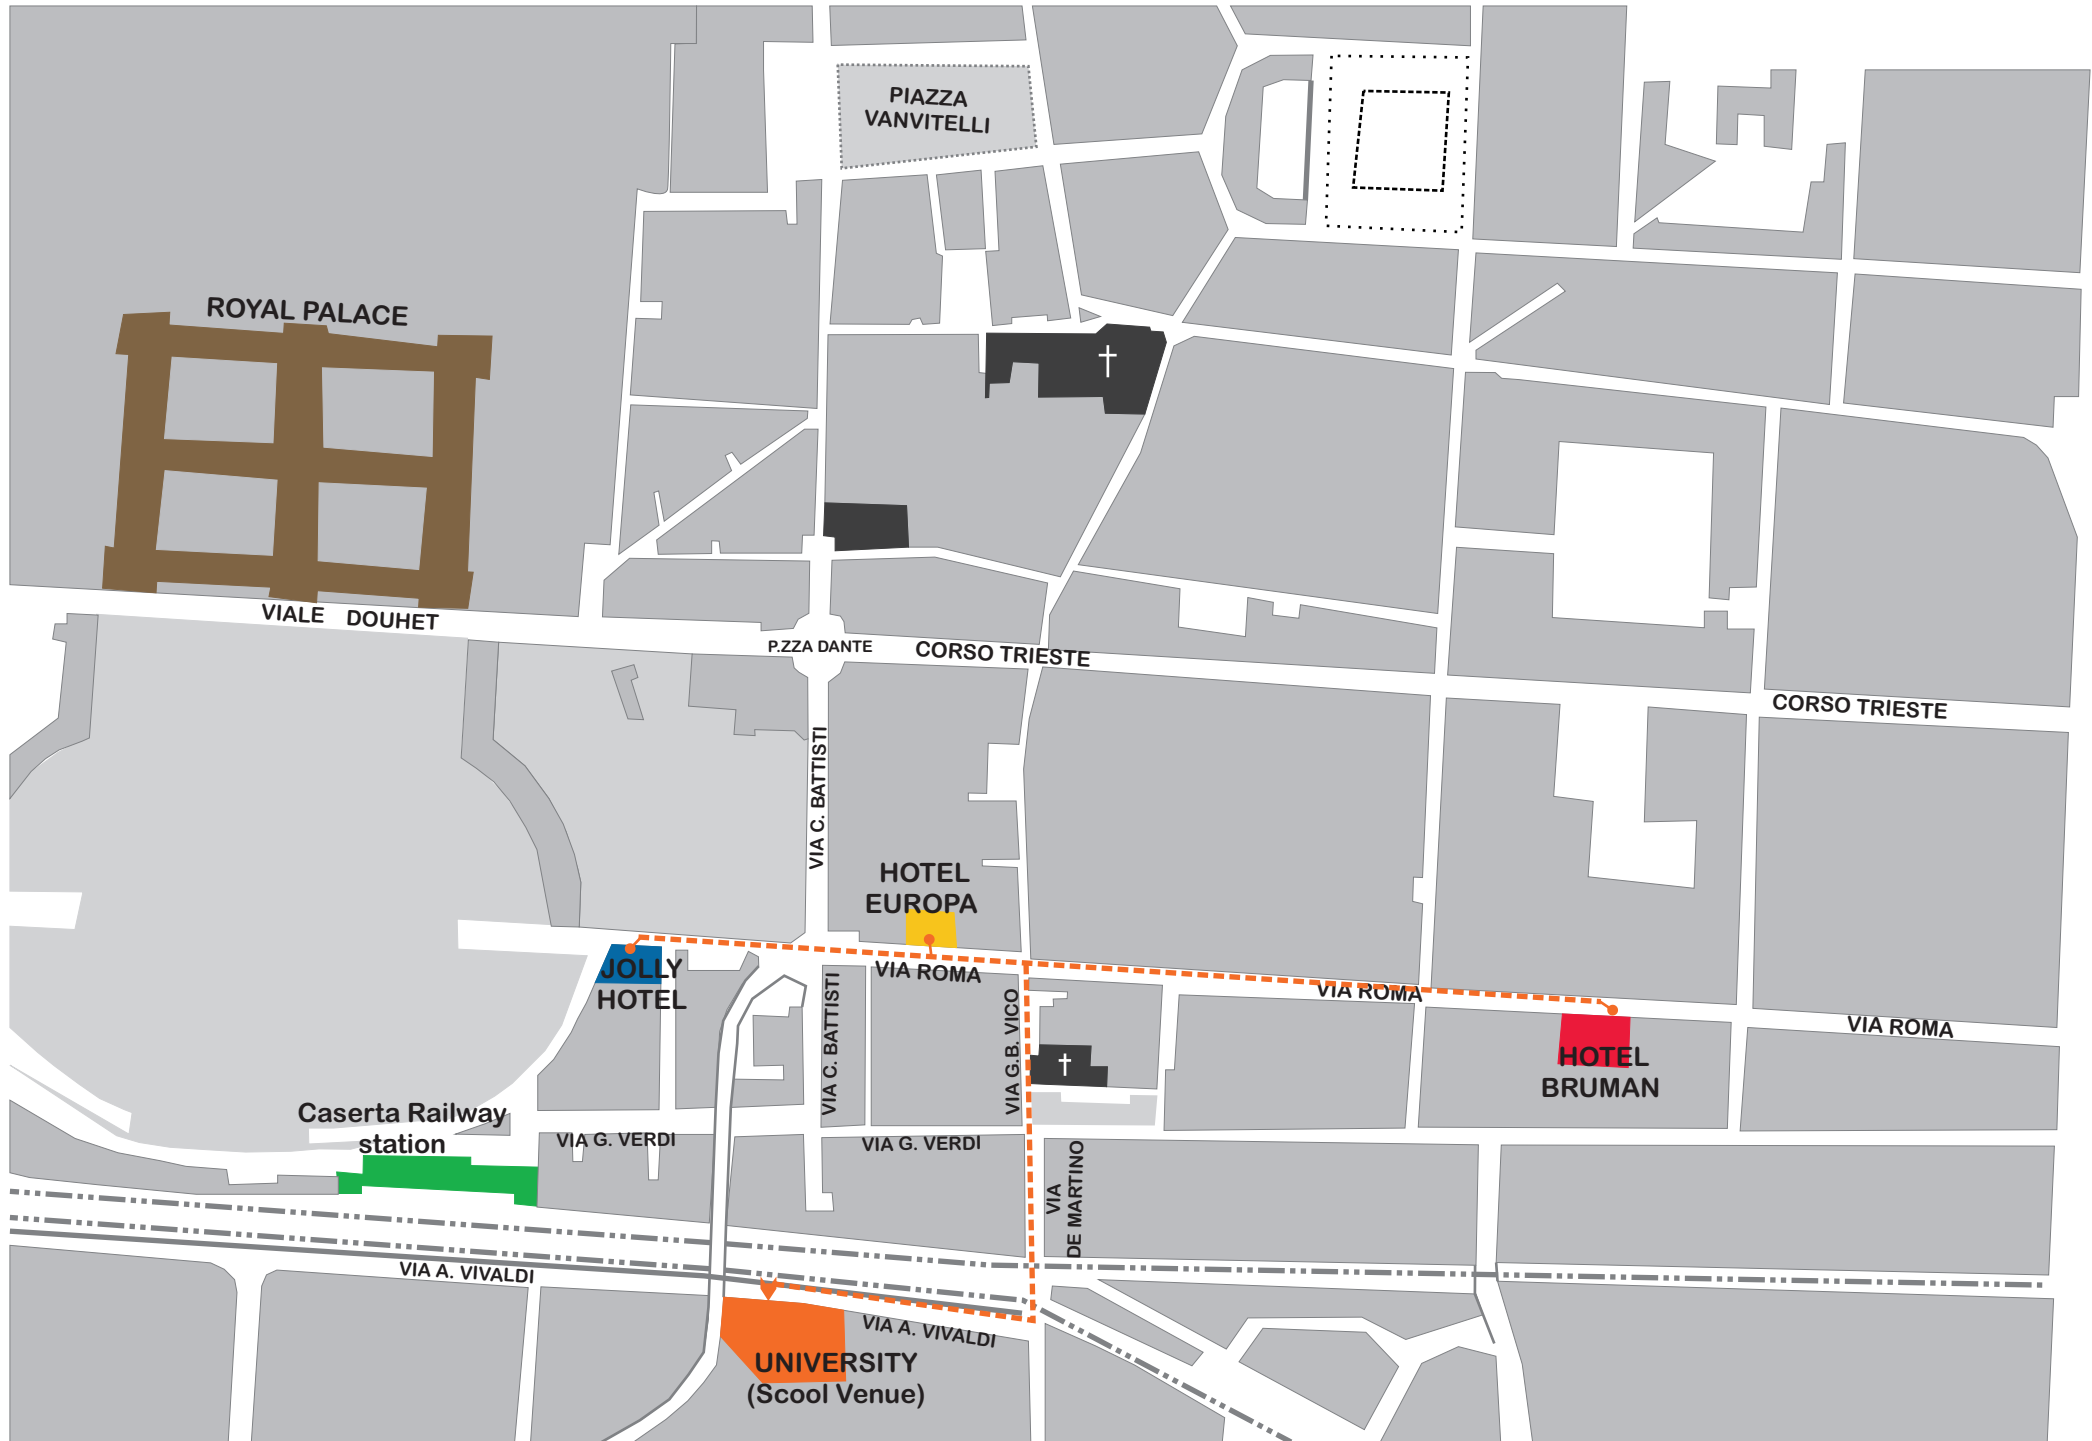 PIAZZA
VANVITELLI
ROYAL PALACE
VIALE DOUHET
P.ZZA DANTE
CORSO TRIESTE
CORSO TRIESTE
VIA C. BATTISTI
HOTEL
EUROPA
JOLLY
HOTEL
VIA ROMA
VIA ROMA
VIA ROMA
VIA C. BATTISTI
VIA G.B. VICO
HOTEL
BRUMAN
Caserta Railway
station
VIA G. VERDI
VIA G. VERDI
VIA
DE MARTINO
VIA A. VIVALDI
VIA A. VIVALDI
UNIVERSITY
(Scool Venue)